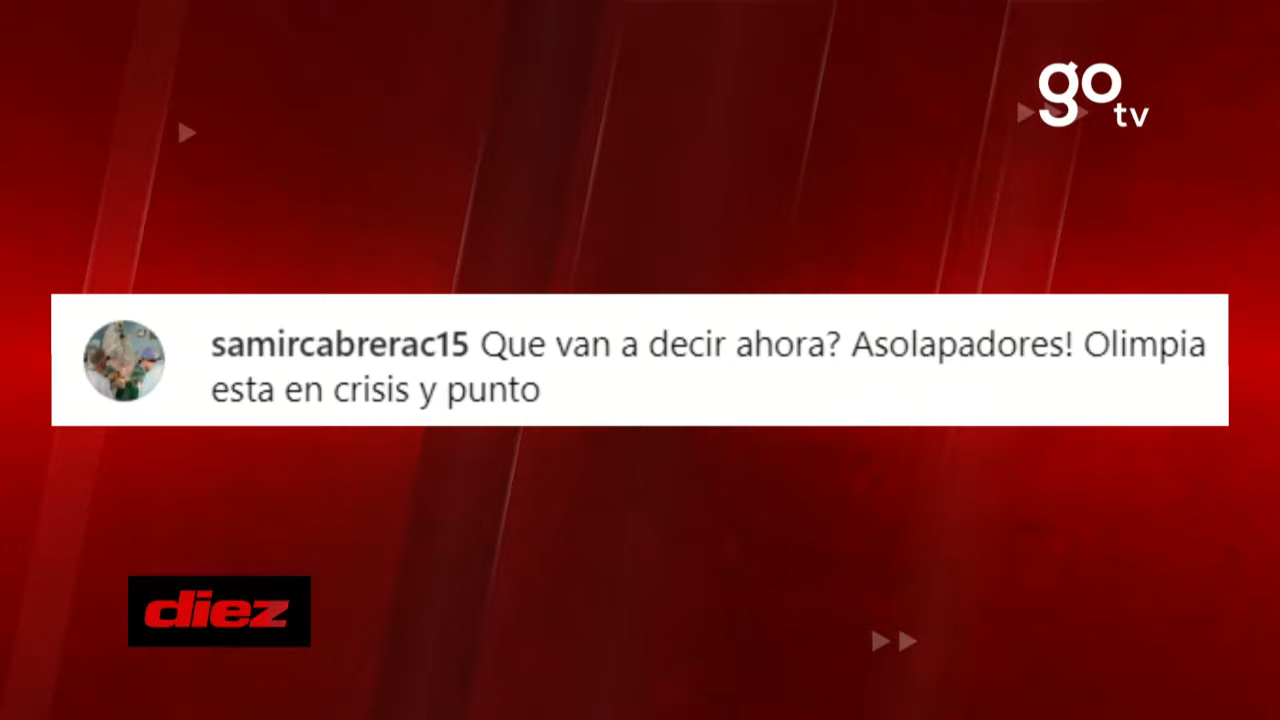 go
tv
samircabrerac15 Que van a decir ahora? Asolapadores! Olimpia
esta en crisis y punto
diez